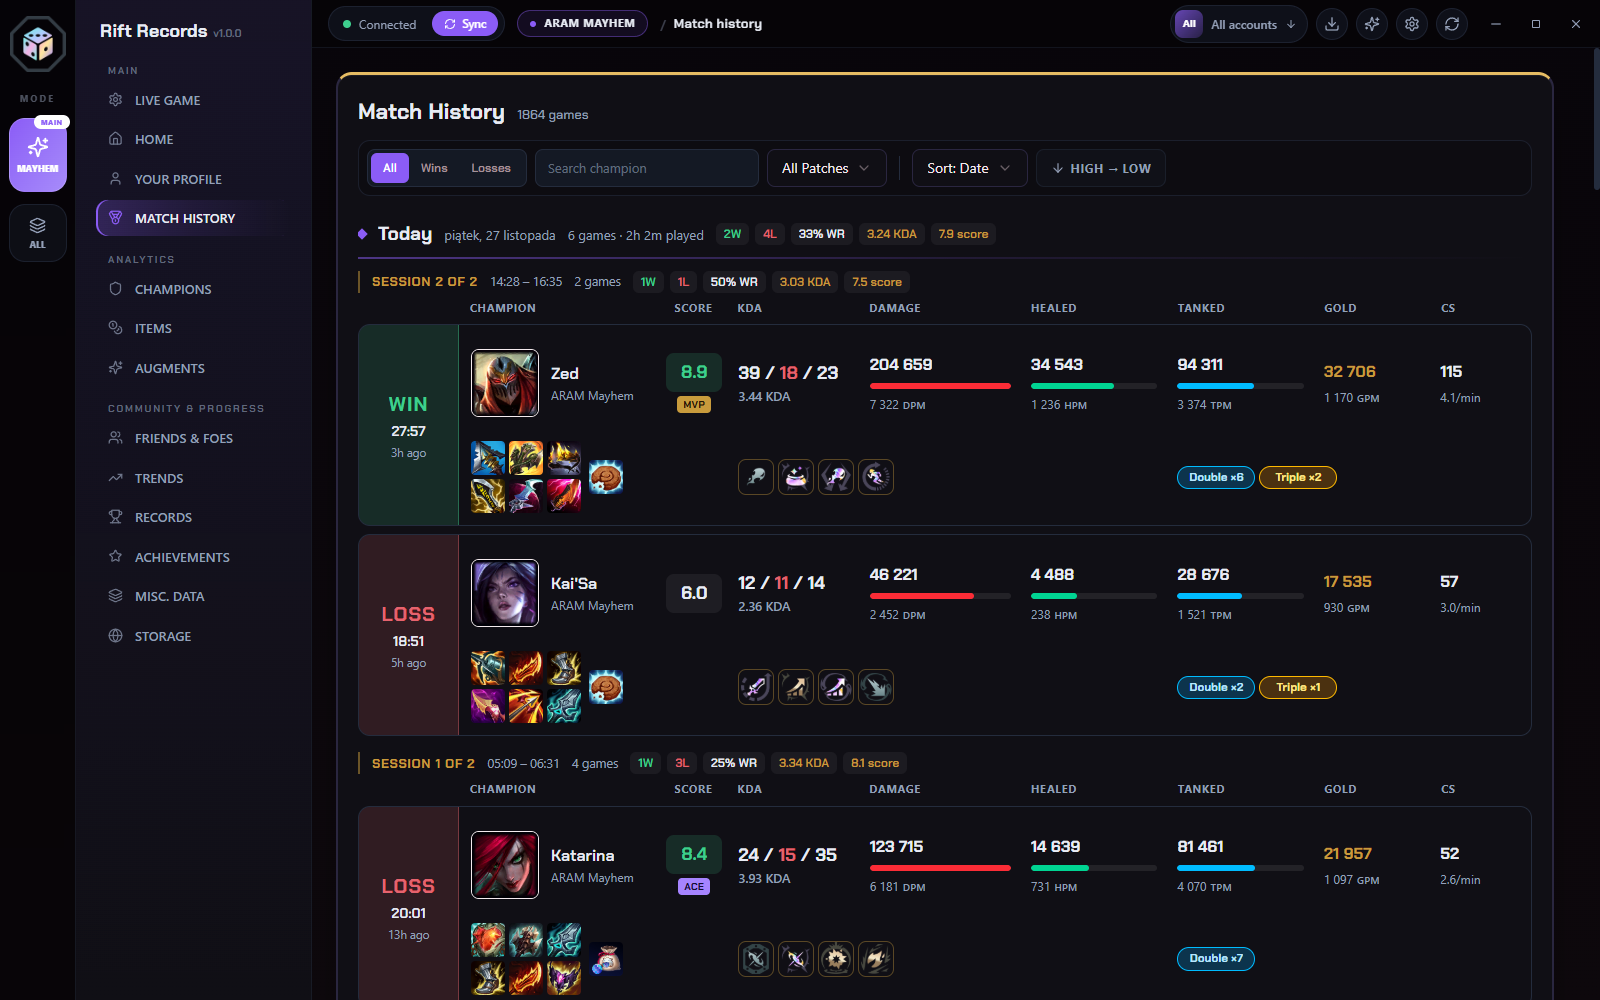 Rift Records v1.0.0
Connected
Sync
ARAM MAYHEM / Match history
All
All accounts
MODE
MAIN
MAYHEM
ALL
MAIN
LIVE GAME
HOME
YOUR PROFILE
MATCH HISTORY
ANALYTICS
CHAMPIONS
ITEMS
AUGMENTS
COMMUNITY & PROGRESS
FRIENDS & FOES
TRENDS
RECORDS
ACHIEVEMENTS
MISC. DATA
STORAGE
Match History 1864 games
All Wins Losses Search champion All Patches Sort: Date ↓ HIGH → LOW
Today piątek, 27 listopada 6 games · 2h 2m played 2W 4L 33% WR 3.24 KDA 7.9 score
SESSION 2 OF 2 14:28 – 16:35 2 games 1W 1L 50% WR 3.03 KDA 7.5 score
CHAMPION SCORE KDA DAMAGE HEALED TANKED GOLD CS
WIN
27:57
3h ago
Zed
ARAM Mayhem
8.9
MVP
39 / 18 / 23
3.44 KDA
204 659
7 322 DPM
34 543
1 236 HPM
94 311
3 374 TPM
32 706
1 170 GPM
115
4.1/min
Double ×6 Triple ×2
LOSS
18:51
5h ago
Kai'Sa
ARAM Mayhem
6.0
12 / 11 / 14
2.36 KDA
46 221
2 452 DPM
4 488
238 HPM
28 676
1 521 TPM
17 535
930 GPM
57
3.0/min
Double ×2 Triple ×1
SESSION 1 OF 2 05:09 – 06:31 4 games 1W 3L 25% WR 3.34 KDA 8.1 score
CHAMPION SCORE KDA DAMAGE HEALED TANKED GOLD CS
LOSS
20:01
13h ago
Katarina
ARAM Mayhem
8.4
ACE
24 / 15 / 35
3.93 KDA
123 715
6 181 DPM
14 639
731 HPM
81 461
4 070 TPM
21 957
1 097 GPM
52
2.6/min
Double ×7